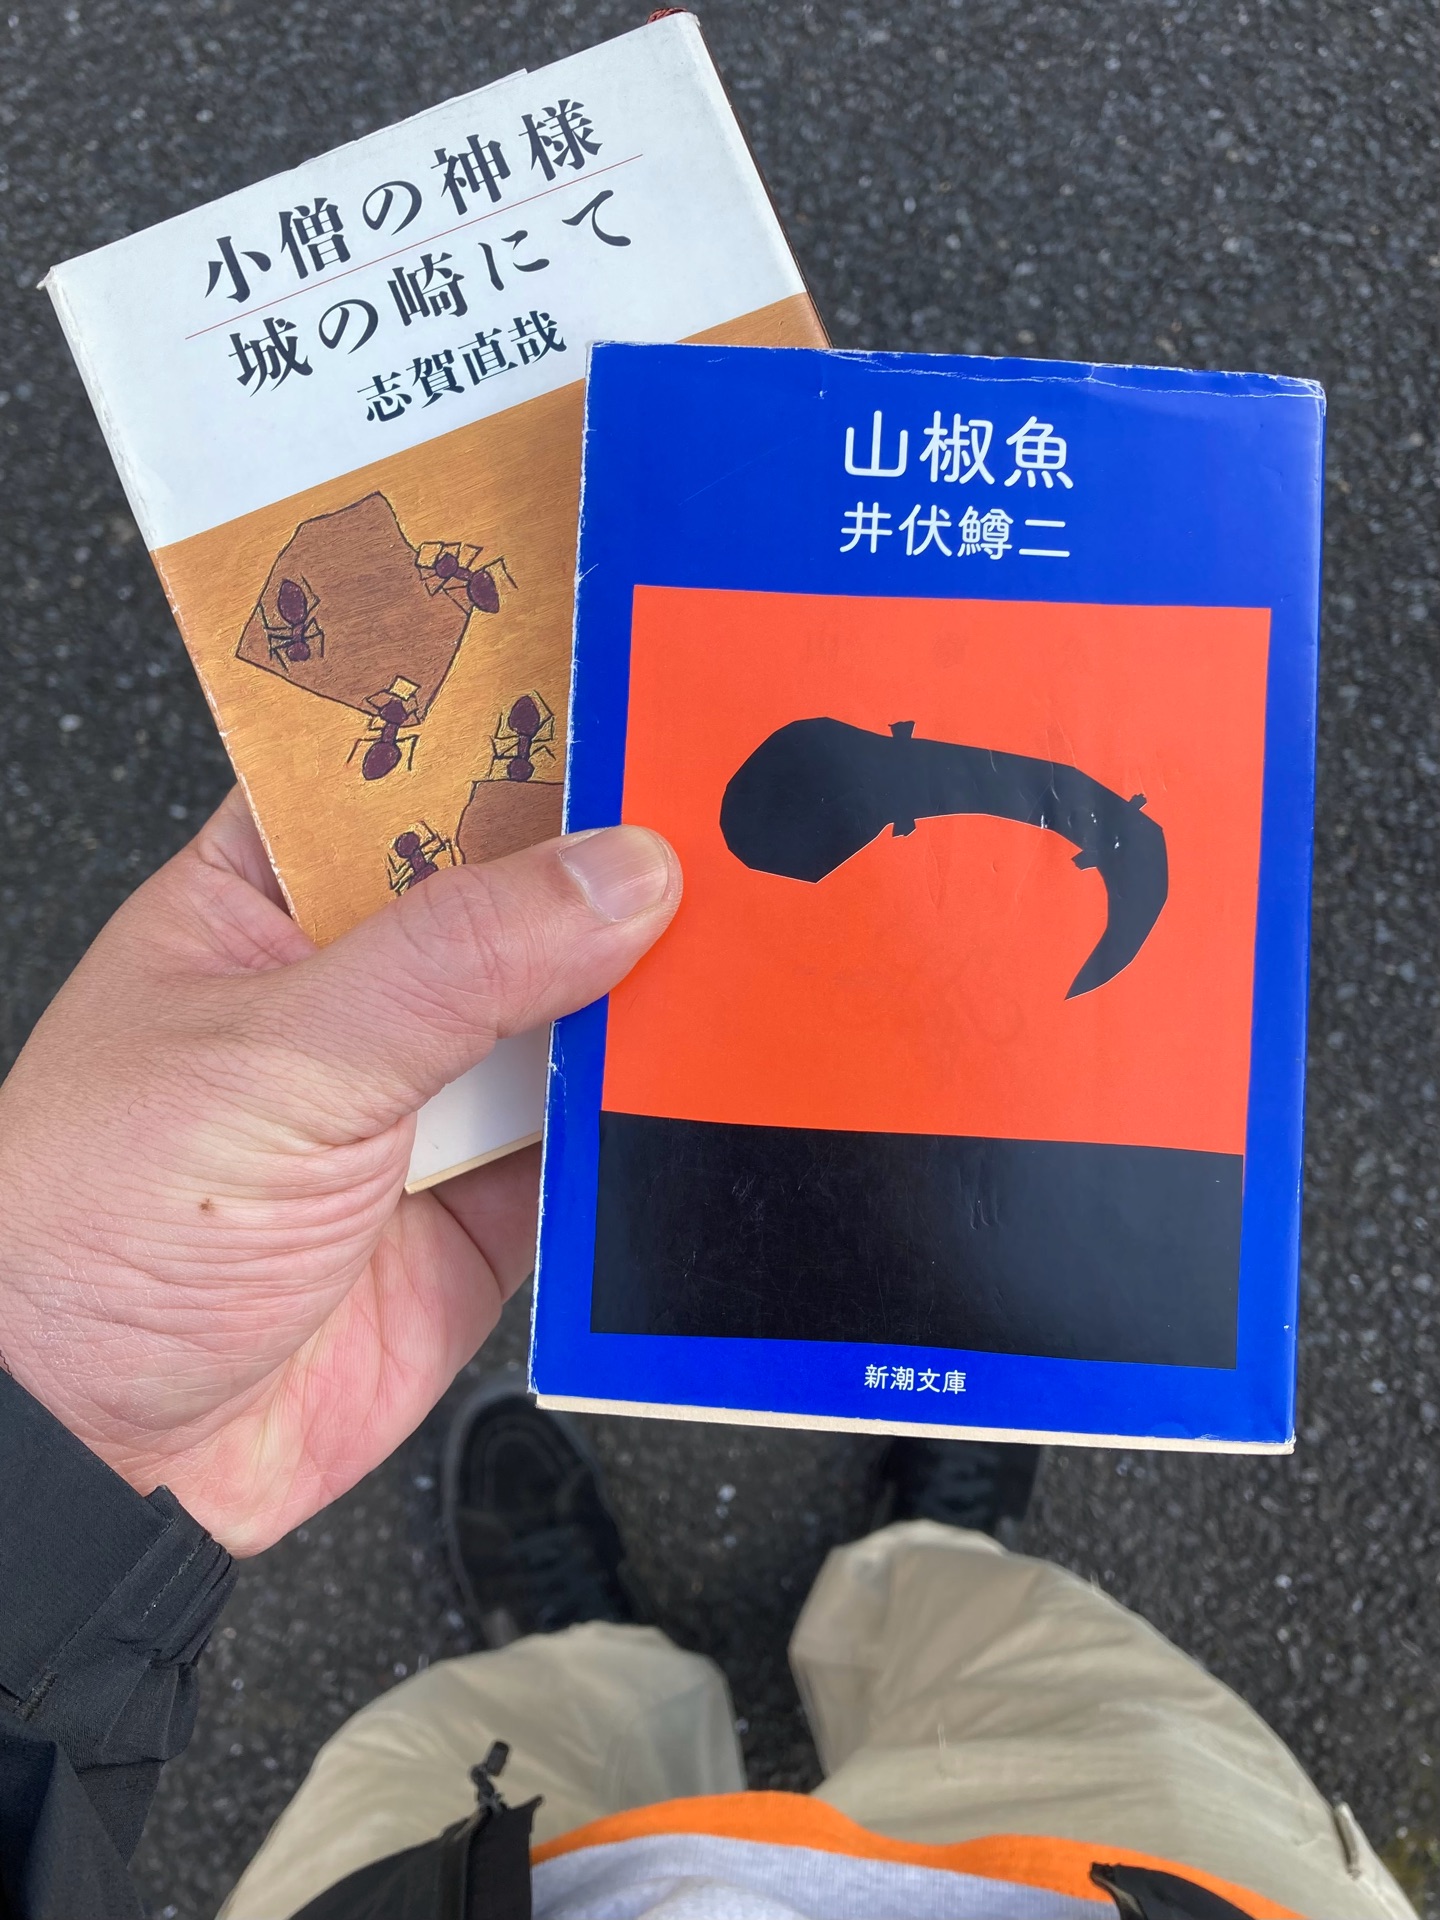 小僧の神様
城の崎にて
志賀直哉
山椒魚
井伏鱒二
新潮文庫